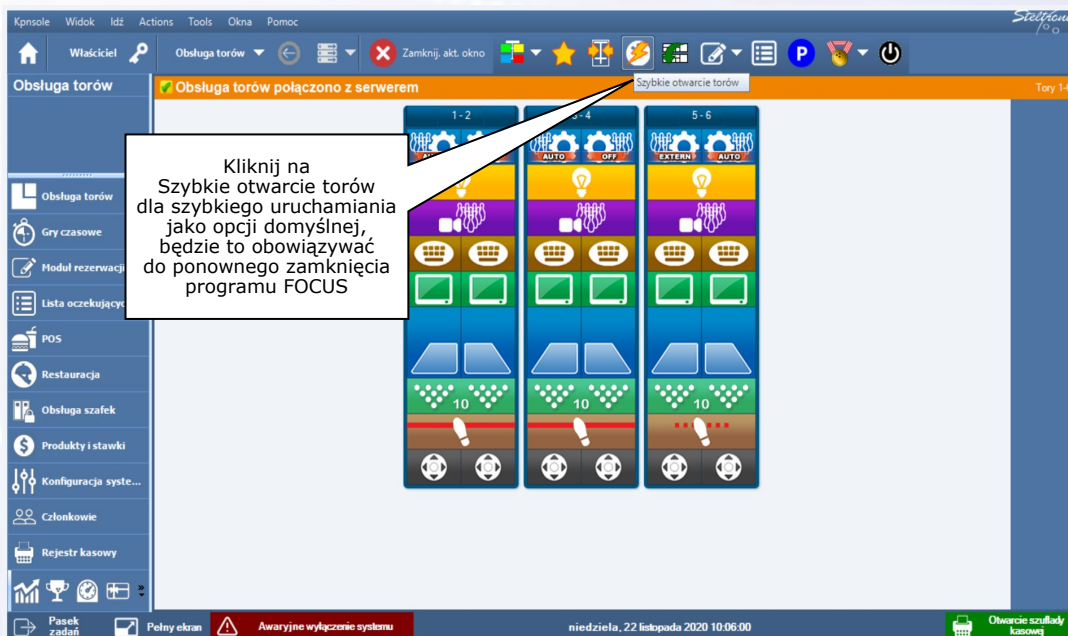 Kpnsole Widok Idź Actions Tools Okna Pomoc
Steltronic
Właściciel Obsługa torów Zamknij. akt. okno P
Szybkie otwarcie torów
Obsługa torów
Obsługa torów połączono z serwerem
Tory 1-6
1 - 2
- 4
5 - 6
AUTO OFF EXTERN AUTO
Kliknij na
Szybkie otwarcie torów
dla szybkiego uruchamiania
jako opcji domyślnej,
będzie to obowiązywać
do ponownego zamknięcia
programu FOCUS
Obsługa torów
Gry czasowe
Moduł rezerwacji
Lista oczekując
POS
Restauracja
Obsługa szafek
Produkty i stawki
Konfiguracja syste...
Członkowie
Rejestr kasowy
10 10 10
Pasek zadań
Pełny ekran
Awaryjne wyłączenie systemu
niedziela, 22 listopada 2020 10:06:00
Otwarcie szuflady
kasowej